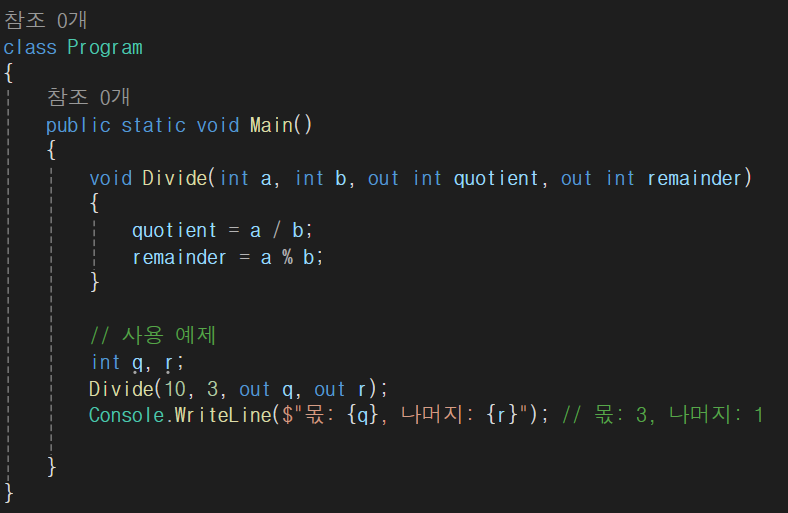 참조 0개
class Program
{
참조 0개
public static void Main()
{
void Divide(int a, int b, out int quotient, out int remainder)
{
quotient = a / b;
remainder = a % b;
}
// 사용 예제
int q, r;
Divide(10, 3, out q, out r);
Console.WriteLine($"몫: {q}, 나머지: {r}"); // 몫: 3, 나머지: 1
}
}